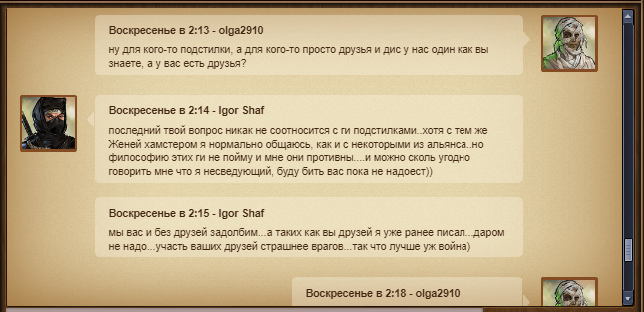 Воскресенье в 2:13 - olga2910
ну для кого-то подстилки, а для кого-то просто друзья и дис у нас один как вы
знаете, а у вас есть друзья?
Воскресенье в 2:14 - Igor Shaf
последний твой вопрос никак не соотносится с ги подстилками..хотя с тем же
Женей хамстером я нормально общаюсь, как и с некоторыми из альянса..но
философию этих ги не пойму и мне они противны....и можно сколь угодно
говорить мне что я несведующий, буду бить вас пока не надоест))
Воскресенье в 2:15 - Igor Shaf
мы вас и без друзей задолбим...а таких как вы друзей я уже ранее писал...даром
не надо...участь ваших друзей страшнее врагов...так что лучше уж война)
Воскресенье в 2:18 - olga2910